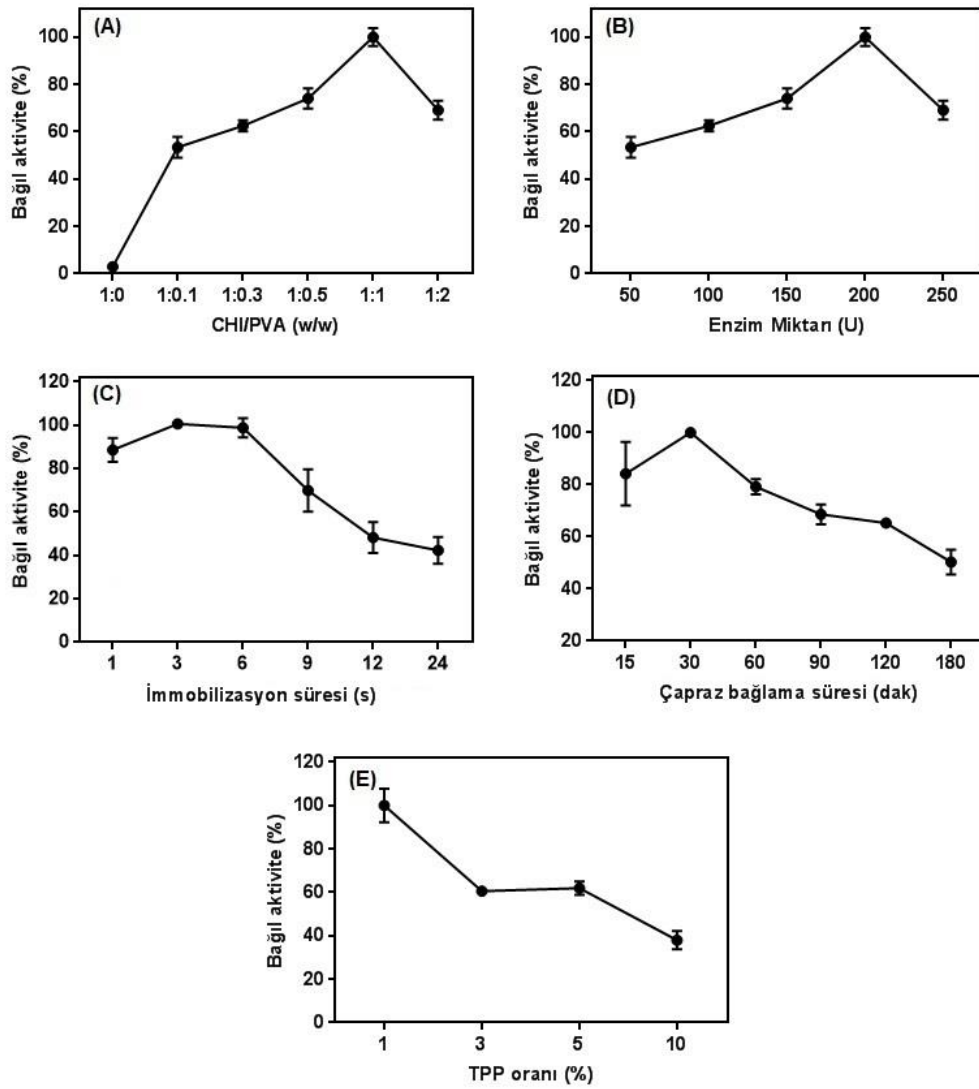 (A)
Bağıl aktivite (%)
100
80
60
40
20
0
1:0 1:0.1 1:0.3 1:0.5 1:1 1:2
CHI/PVA (w/w)
(B)
Bağıl aktivite (%)
100
80
60
40
20
0
50 100 150 200 250
Enzim Miktarı (U)
(C)
Bağıl aktivite (%)
120
100
80
60
40
20
0
1 3 6 9 12 24
İmmobilizasyon süresi (s)
(D)
Bağıl aktivite (%)
120
100
80
60
40
20
15 30 60 90 120 180
Çapraz bağlama süresi (dak)
(E)
Bağıl aktivite (%)
120
100
80
60
40
20
0
1 3 5 10
TPP oranı (%)